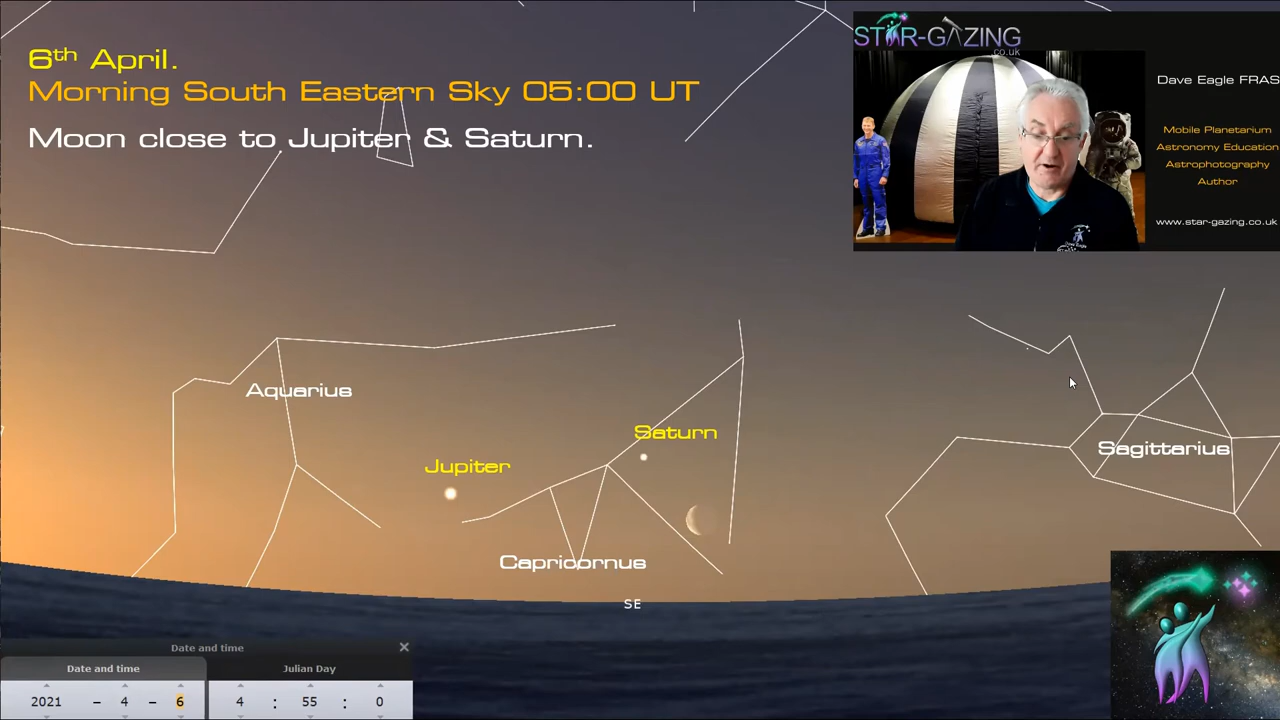 6th April.
Morning South Eastern Sky 05:00 UT
Moon close to Jupiter & Saturn.
STAR-GAZING
.co.uk
Dave Eagle FRAS
Mobile Planetarium
Astronomy Education
Astrophotography
Author
www.star-gazing.co.uk
Aquarius
Saturn
Jupiter
Sagittarius
Capricornus
SE
Date and time
Date and time
Julian Day
2021 - 4 - 6
4 : 55 : 0